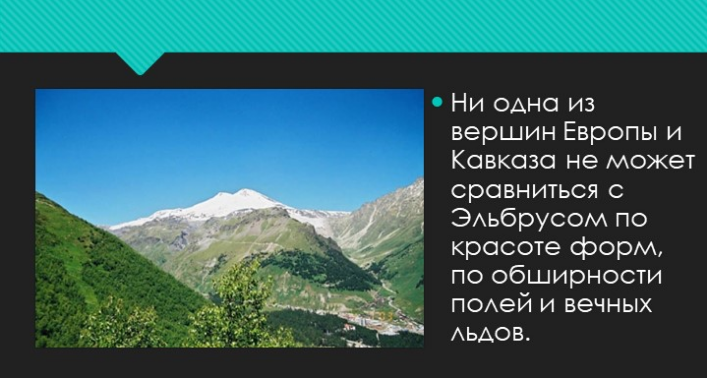 Ни одна из
вершин Европы и
Кавказа не может
сравниться с
Эльбрусом по
красоте форм,
по обширности
полей и вечных
льдов.